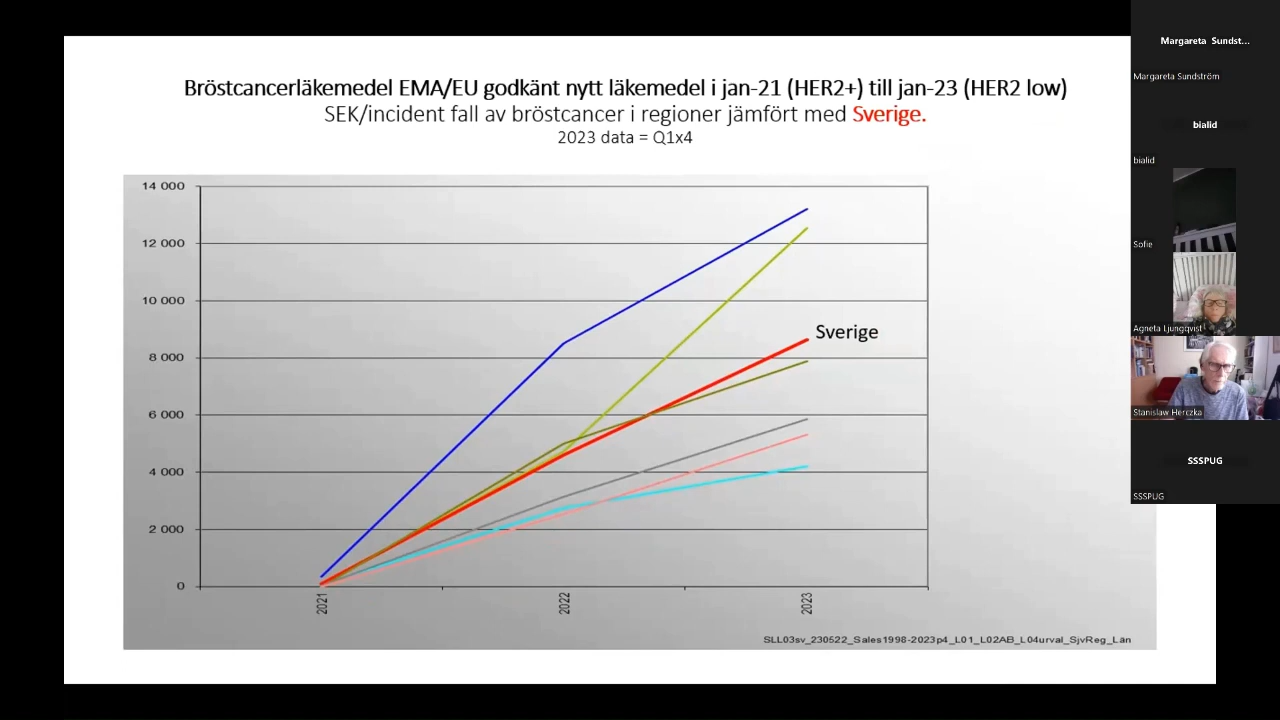 Bröstcancerläkemedel EMA/EU godkänt nytt läkemedel i jan-21 (HER2+) till jan-23 (HER2 low)
SEK/incident fall av bröstcancer i regioner jämfört med Sverige.
2023 data = Q1x4
14 000
12 000
10 000
8 000
6 000
4 000
2 000
0
Sverige
2021
2022
2023
SLL03sv_230522_Sales1998-2023p4_L01_L02AB_L04urval_SjvReg_Lan
Margareta Sundst...
Margareta Sundström
bialid
bialid
Sofie
Agneta Ljungqvist
Stanislaw Herczka
SSSPUG
SSSPUG